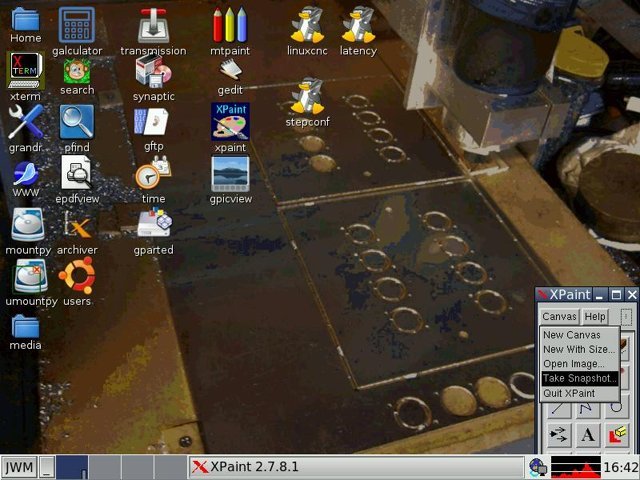 Home
galculator
transmission
mtpaint
linuxcnc
latency
XTERM
xterm
search
synaptic
gedit
stepconf
grandr
pfind
gftp
XPaint
xpaint
WWW
epdfview
time
gpicview
mountpy
archiver
gparted
umountpy
users
media
XPaint
Canvas Help
New Canvas
New With Size...
Open Image...
Take Snapshot...
Quit XPaint
A
JWM
_
XPaint 2.7.8.1
16:42